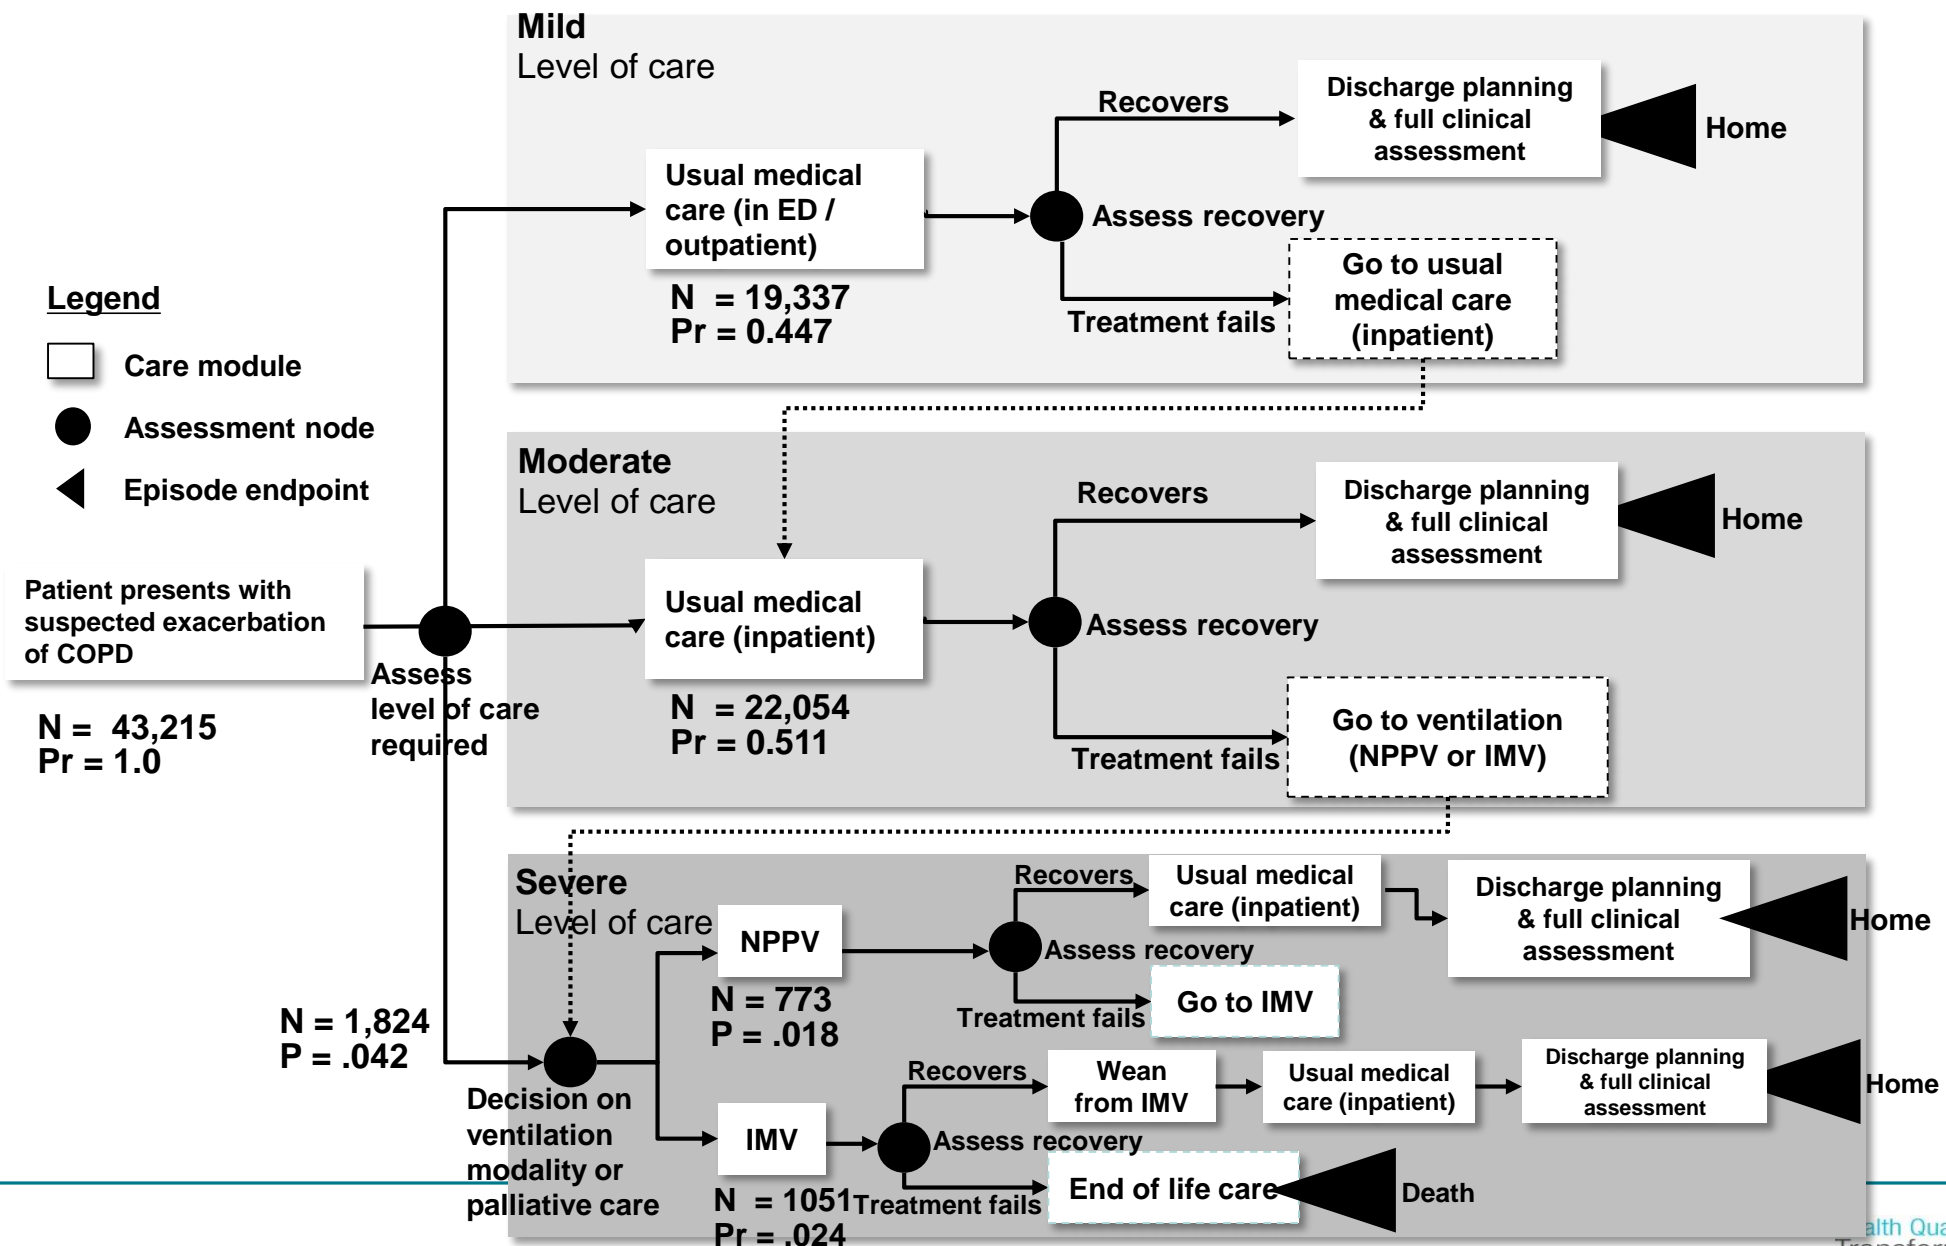 Mild
Level of care
Recovers
Discharge planning
& full clinical
assessment
Home
Usual medical
care (in ED /
outpatient)
Assess recovery
N = 19,337
Pr = 0.447
Treatment fails
Go to usual
medical care
(inpatient)
Legend
Care module
Assessment node
Episode endpoint
Moderate
Level of care
Recovers
Discharge planning
& full clinical
assessment
Home
Patient presents with
suspected exacerbation
of COPD
N = 43,215
Pr = 1.0
Assess
level of care
required
Usual medical
care (inpatient)
Assess recovery
N = 22,054
Pr = 0.511
Treatment fails
Go to ventilation
(NPPV or IMV)
Severe
Level of care
N = 1,824
P = .042
Decision on
ventilation
modality or
palliative care
NPPV
N = 773
P = .018
Recovers
Usual medical
care (inpatient)
Discharge planning
& full clinical
assessment
Home
Assess recovery
Treatment fails
Go to IMV
IMV
N = 1051
Pr = .024
Recovers
Wean
from IMV
Usual medical
care (inpatient)
Discharge planning
& full clinical
assessment
Home
Assess recovery
Treatment fails
End of life care
Death